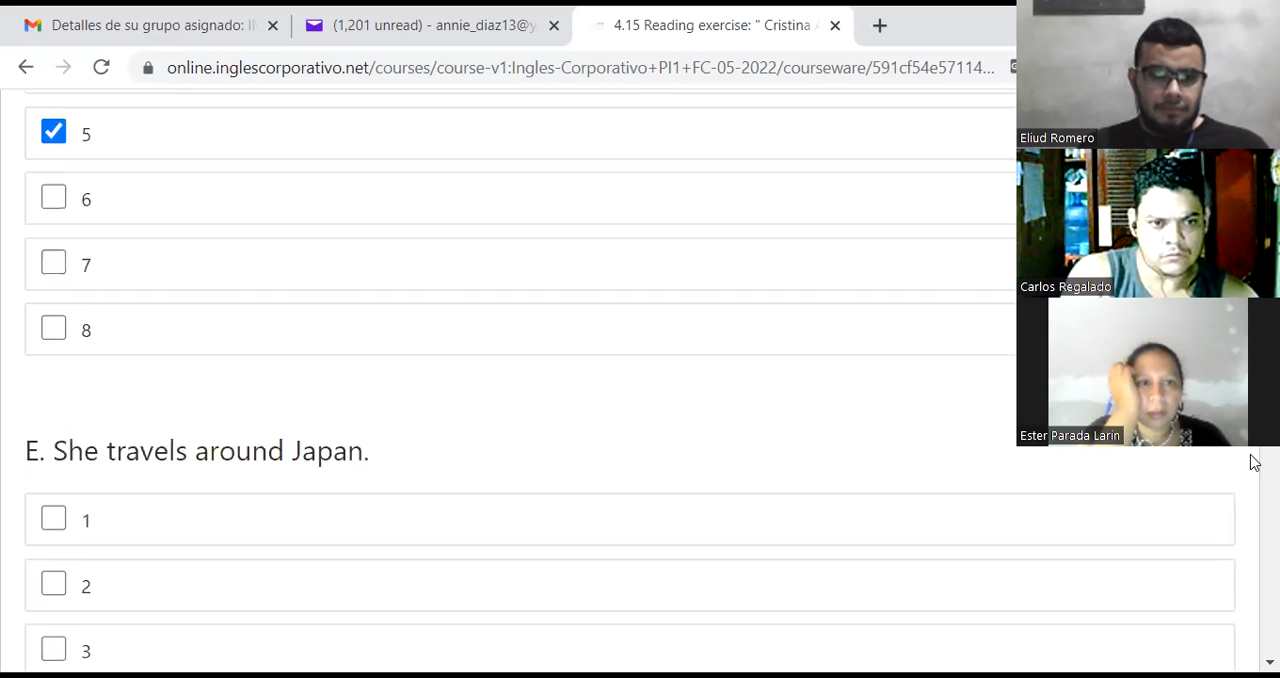 Detalles de su grupo asignado: II
(1,201 unread) - annie_diaz13@y
4.15 Reading exercise: " Cristina A
online.inglescorporativo.net/courses/course-v1:Ingles-Corporativo+PI1+FC-05-2022/courseware/591cf54e57114...
5
6
7
8
E. She travels around Japan.
1
2
3
Eliud Romero
Carlos Regalado
Ester Parada Larin